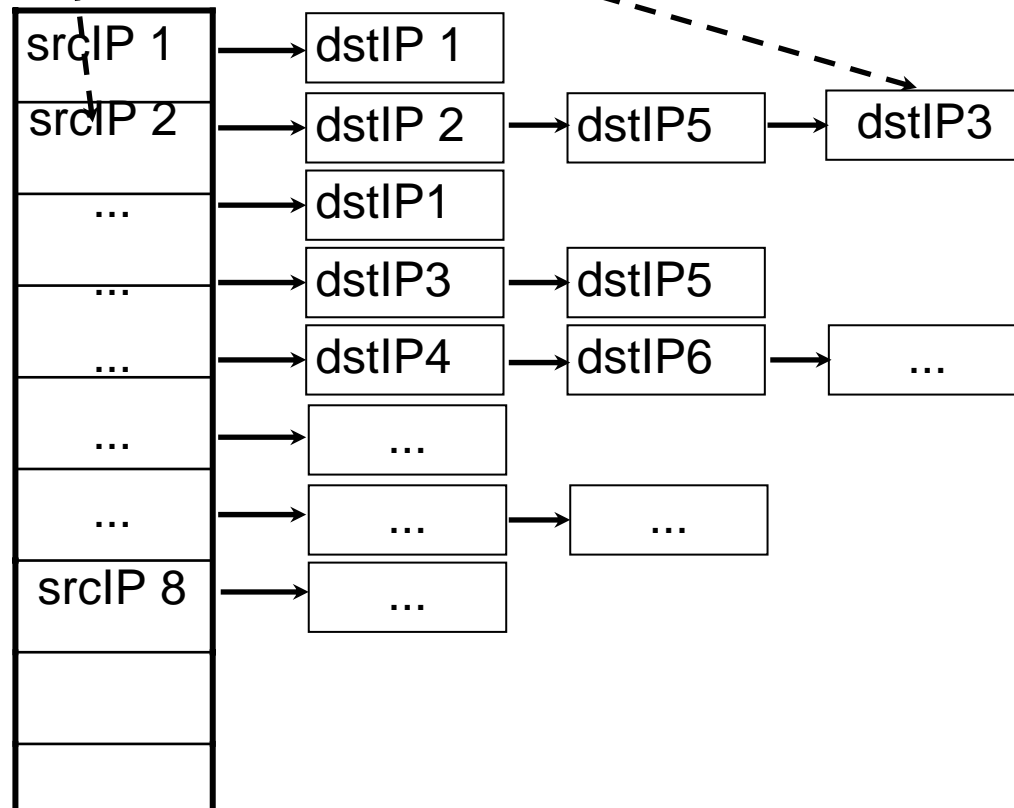 srcIP 1 dstIP 1
srcIP 2 dstIP 2 dstIP5 dstIP3
... dstIP1
... dstIP3 dstIP5
... dstIP4 dstIP6 ...
... ...
... ... ...
srcIP 8 ...